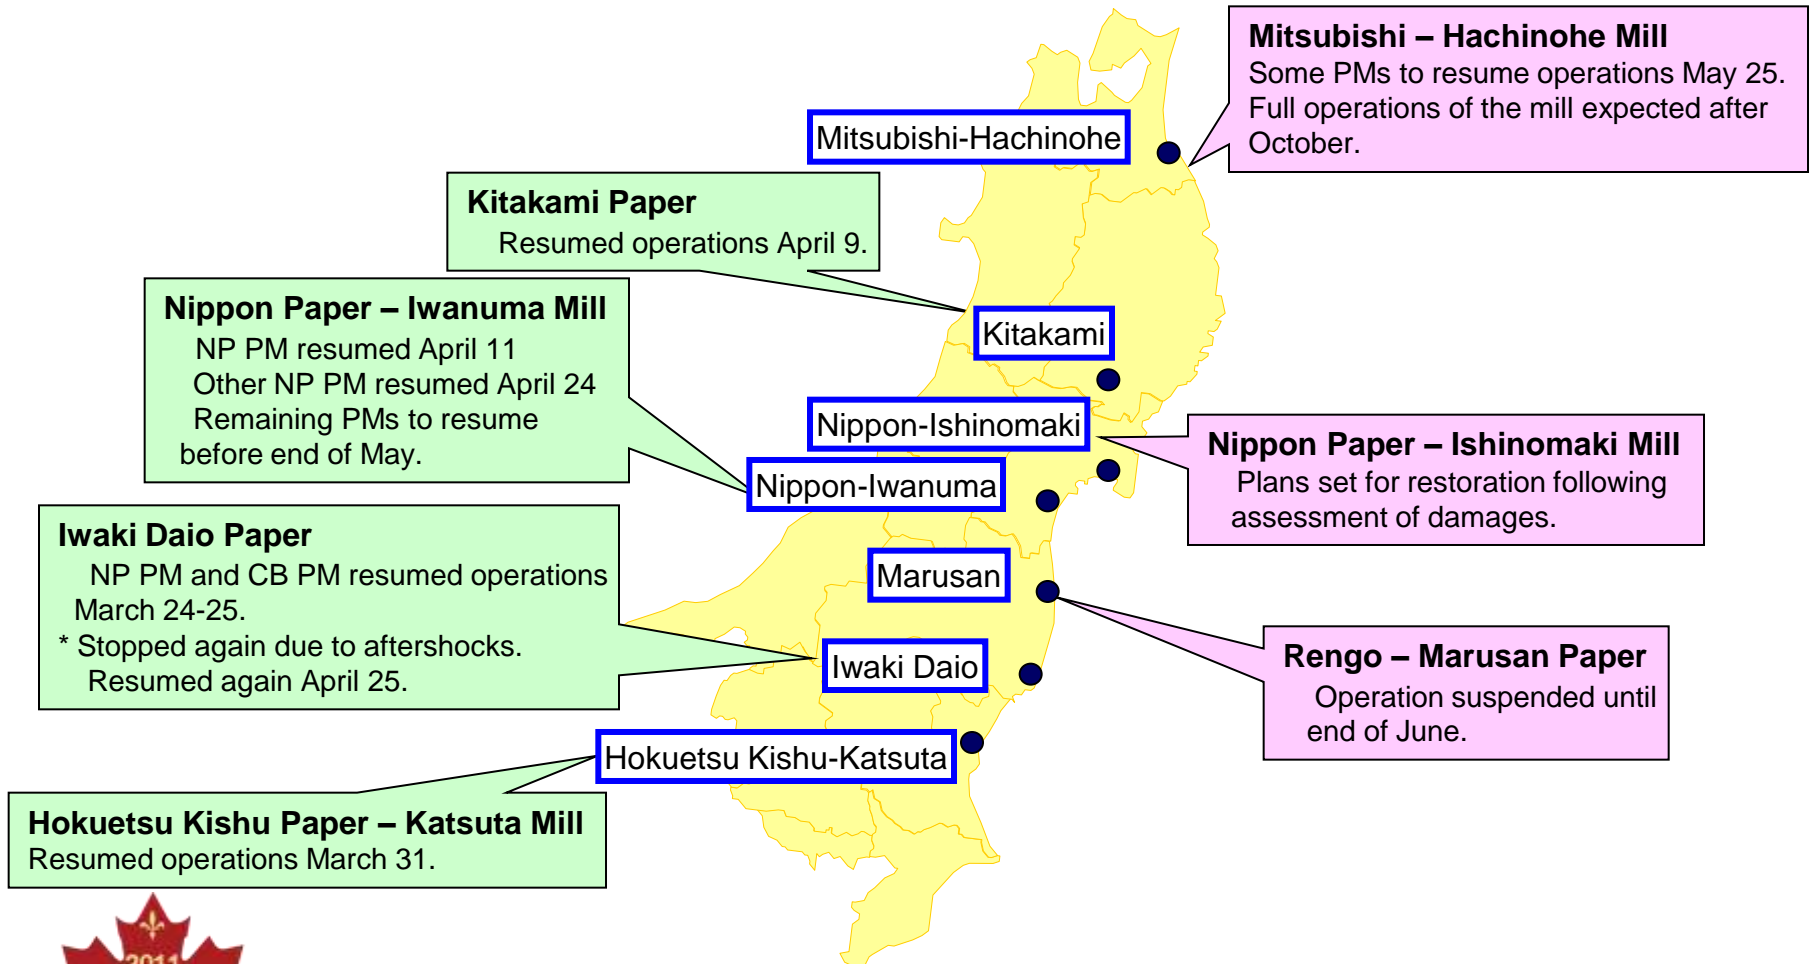 Mitsubishi – Hachinohe Mill
Some PMs to resume operations May 25.
Full operations of the mill expected after
October.
Mitsubishi-Hachinohe
Kitakami Paper
Resumed operations April 9.
Nippon Paper – Iwanuma Mill
NP PM resumed April 11
Other NP PM resumed April 24
Remaining PMs to resume
before end of May.
Kitakami
Nippon-Ishinomaki
Nippon Paper – Ishinomaki Mill
Plans set for restoration following
assessment of damages.
Nippon-Iwanuma
Iwaki Daio Paper
NP PM and CB PM resumed operations
March 24-25.
* Stopped again due to aftershocks.
Resumed again April 25.
Marusan
Rengo – Marusan Paper
Operation suspended until
end of June.
Iwaki Daio
Hokuetsu Kishu-Katsuta
Hokuetsu Kishu Paper – Katsuta Mill
Resumed operations March 31.
2011